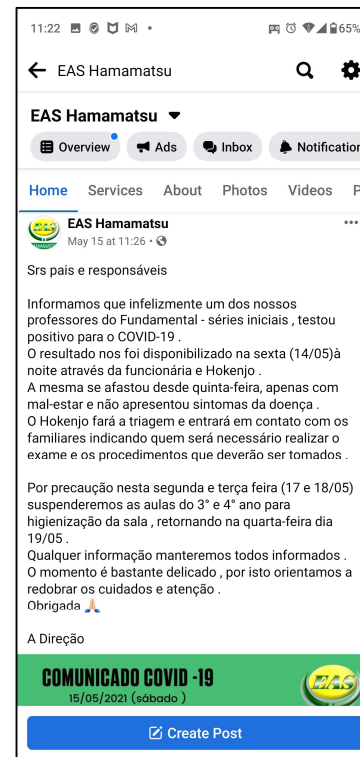 11:22
65%
EAS Hamamatsu
EAS Hamamatsu
Overview
Ads
Inbox
Notification
Home Services About Photos Videos P
EAS Hamamatsu
May 15 at 11:26 •
Srs pais e responsáveis
Informamos que infelizmente um dos nossos
professores do Fundamental - séries iniciais , testou
positivo para o COVID-19 .
O resultado nos foi disponibilizado na sexta (14/05)à
noite através da funcionária e Hokenjo .
A mesma se afastou desde quinta-feira, apenas com
mal-estar e não apresentou sintomas da doença .
O Hokenjo fará a triagem e entrará em contato com os
familiares indicando quem será necessário realizar o
exame e os procedimentos que deverão ser tomados .
Por precaução nesta segunda e terça feira (17 e 18/05)
suspenderemos as aulas do 3° e 4° ano para
higienização da sala , retornando na quarta-feira dia
19/05 .
Qualquer informação manteremos todos informados .
O momento é bastante delicado , por isto orientamos a
redobrar os cuidados e atenção .
Obrigada 🙏🏼
A Direção
COMUNICADO COVID -19
15/05/2021 (sábado )
EAS
Create Post